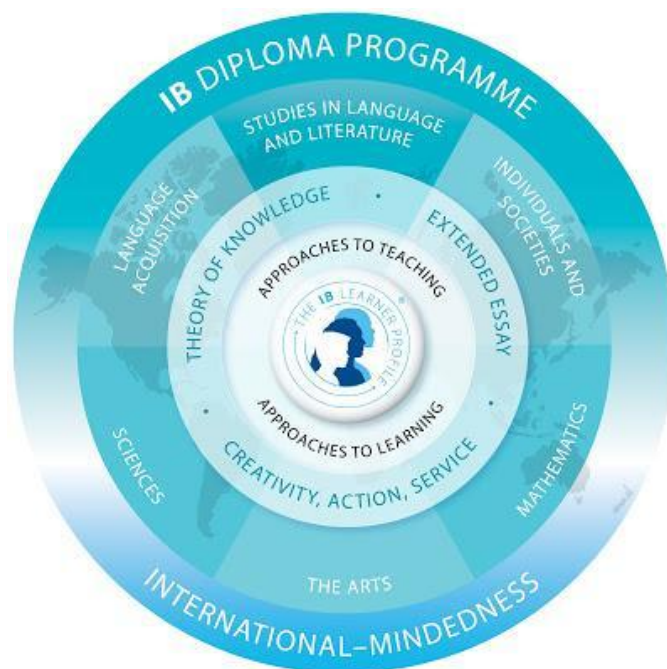 IB DIPLOMA PROGRAMME
STUDIES IN LANGUAGE
AND LITERATURE
LANGUAGE
ACQUISITION
INDIVIDUALS AND
SOCIETIES
THEORY OF KNOWLEDGE
EXTENDED ESSAY
APPROACHES TO TEACHING
THE IB LEARNER PROFILE
®
APPROACHES TO LEARNING
CREATIVITY, ACTION, SERVICE
SCIENCES
MATHEMATICS
THE ARTS
INTERNATIONAL–MINDEDNESS